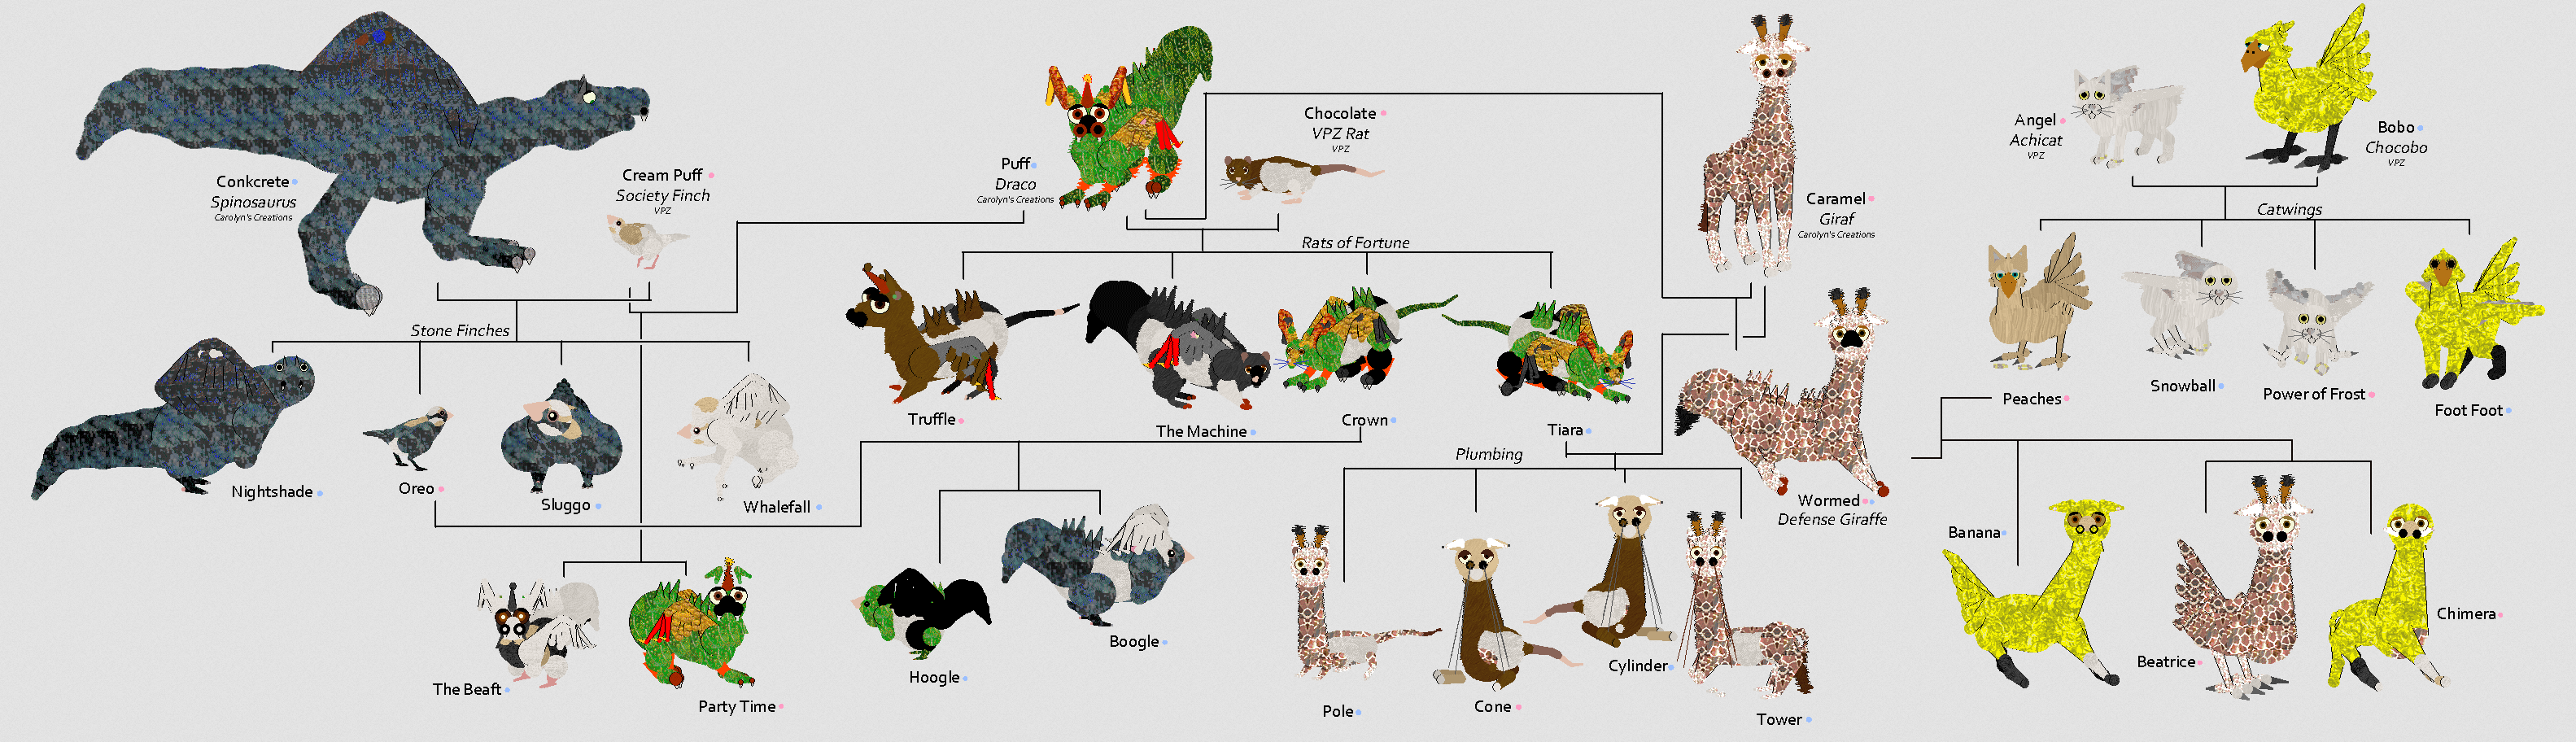 Conkcrete
Spinosaurus
Carolyn's Creations
Cream Puff
Society Finch
VPZ
Puff
Draco
Carolyn's Creations
Chocolate
VPZ Rat
VPZ
Caramel
Giraf
Carolyn's Creations
Angel
Achicat
VPZ
Bobo
Chocobo
VPZ
Stone Finches
Rats of Fortune
Catwings
Nightshade
Oreo
Sluggo
Whalefall
Truffle
The Machine
Crown
Tiara
Plumbing
Wormed
Defense Giraffe
Peaches
Snowball
Power of Frost
Foot Foot
The Beaft
Party Time
Hoogle
Boogle
Pole
Cone
Cylinder
Tower
Banana
Beatrice
Chimera